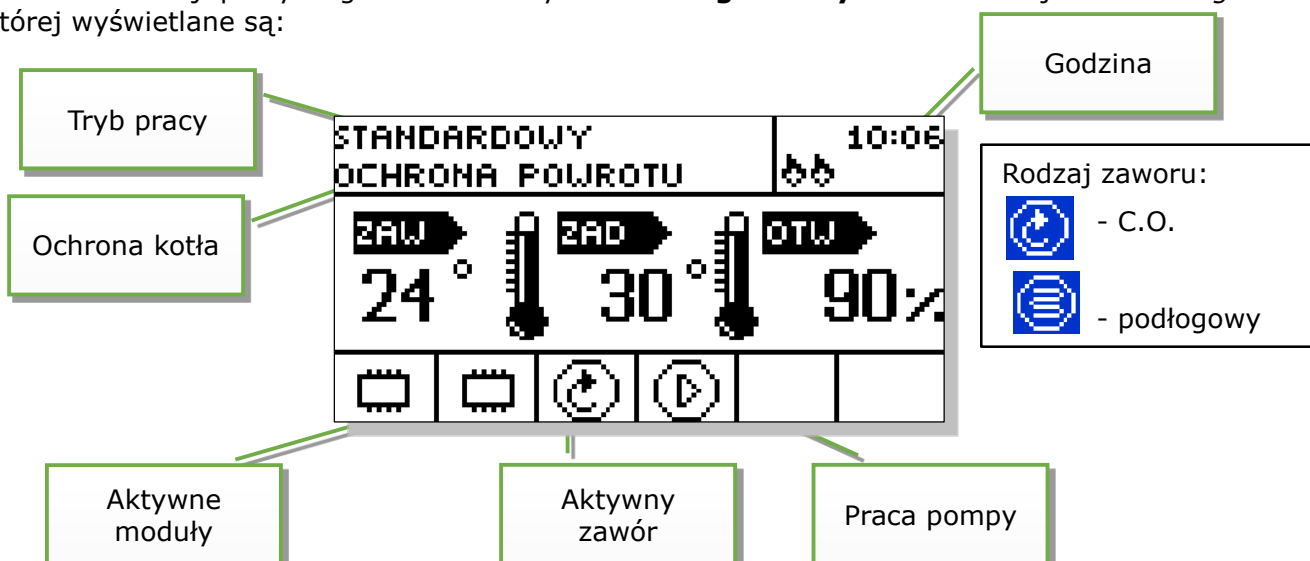 tórej wyświetlane są:
Godzina
Tryb pracy
STANDARDOWY
10:06
OCHRONA POWROTU
Ochrona kotła
Rodzaj zaworu:
- C.O.
- podłogowy
ZAW
ZAD
OTW
24°
30°
90%
Aktywne
moduły
Aktywny
zawór
Praca pompy